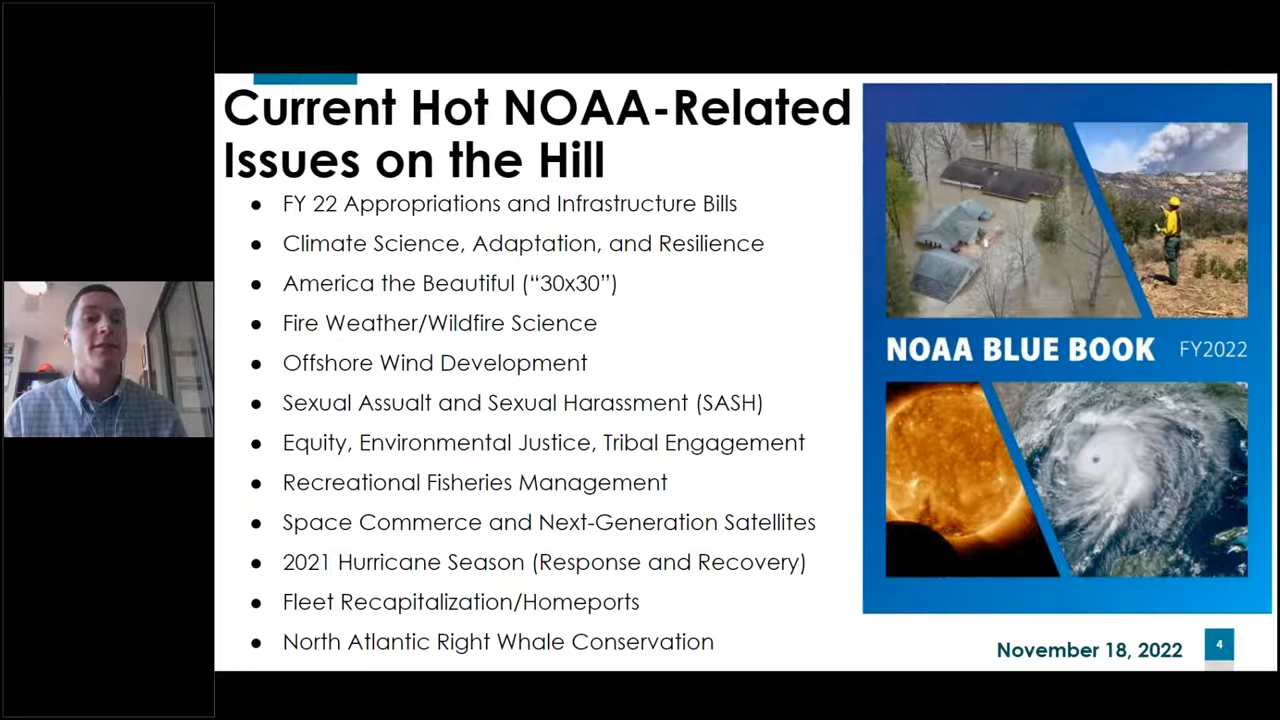 Current Hot NOAA-Related
Issues on the Hill
● FY 22 Appropriations and Infrastructure Bills
● Climate Science, Adaptation, and Resilience
● America the Beautiful (“30x30”)
● Fire Weather/Wildfire Science
● Offshore Wind Development
● Sexual Assualt and Sexual Harassment (SASH)
● Equity, Environmental Justice, Tribal Engagement
● Recreational Fisheries Management
● Space Commerce and Next-Generation Satellites
● 2021 Hurricane Season (Response and Recovery)
● Fleet Recapitalization/Homeports
● North Atlantic Right Whale Conservation
NOAA BLUE BOOK FY2022
November 18, 2022 4